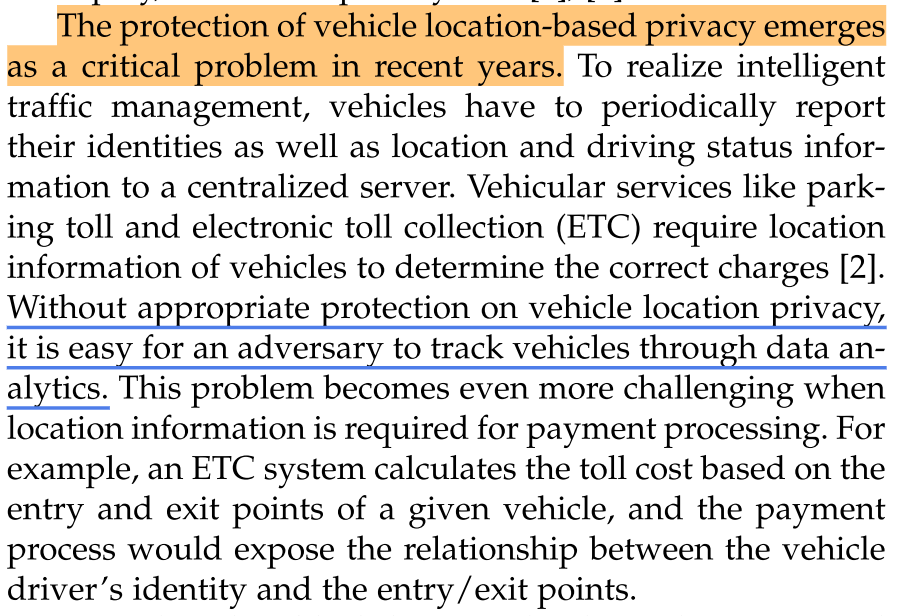 The protection of vehicle location-based privacy emerges
as a critical problem in recent years. To realize intelligent
traffic management, vehicles have to periodically report
their identities as well as location and driving status infor-
mation to a centralized server. Vehicular services like park-
ing toll and electronic toll collection (ETC) require location
information of vehicles to determine the correct charges [2].
Without appropriate protection on vehicle location privacy,
it is easy for an adversary to track vehicles through data an-
alytics. This problem becomes even more challenging when
location information is required for payment processing. For
example, an ETC system calculates the toll cost based on the
entry and exit points of a given vehicle, and the payment
process would expose the relationship between the vehicle
driver's identity and the entry/exit points.